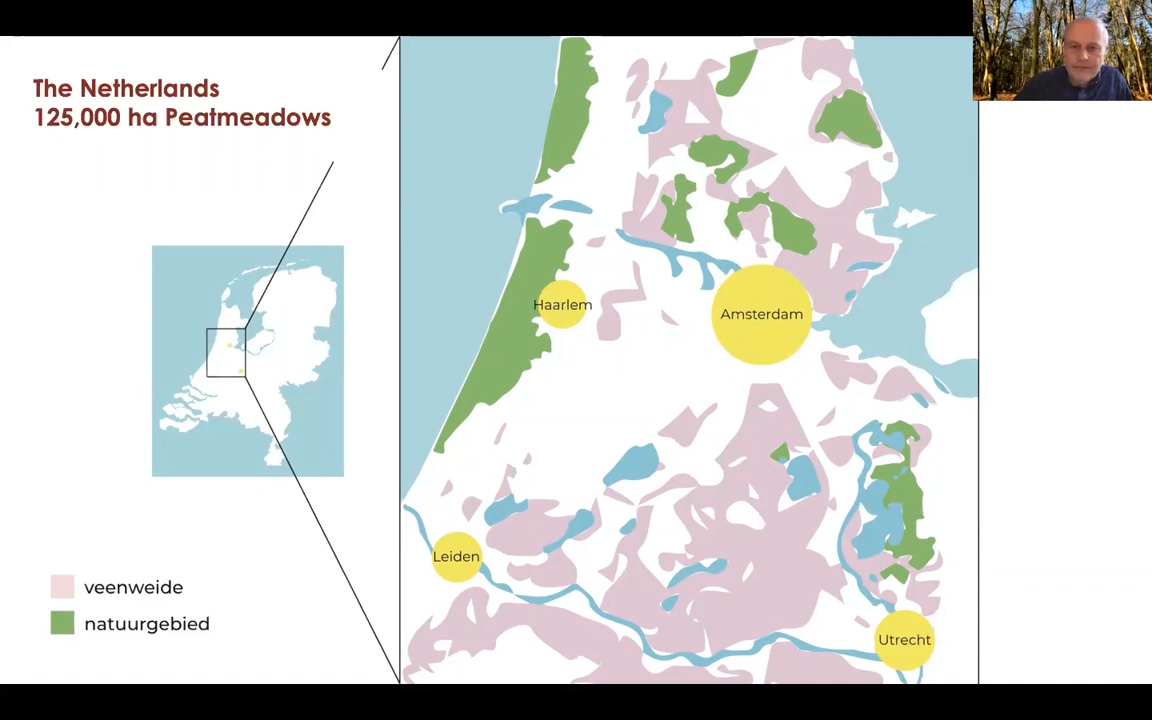 The Netherlands
125,000 ha Peatmeadows
Haarlem
Amsterdam
Leiden
Utrecht
veenweide
natuurgebied